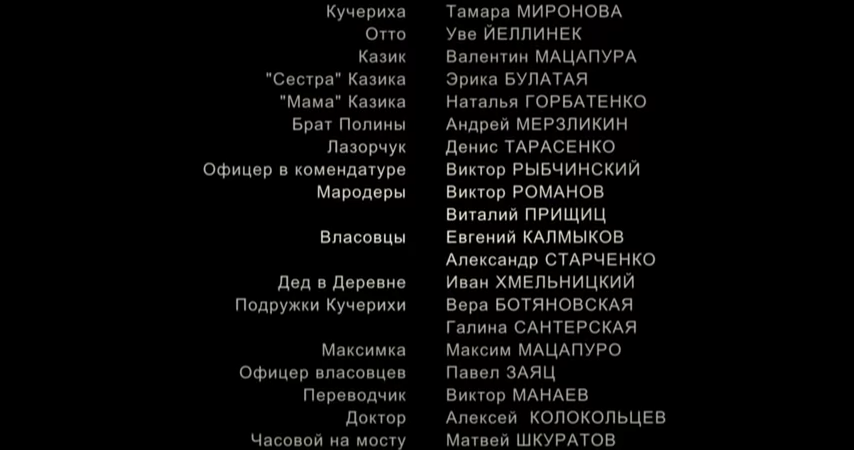 Кучериха Тамара МИРОНОВА
Отто Уве ЙЕЛЛИНЕК
Казик Валентин МАЦАПУРА
"Сестра" Казика Эрика БУЛАТАЯ
"Мама" Казика Наталья ГОРБАТЕНКО
Брат Полины Андрей МЕРЗЛИКИН
Лазорчук Денис ТАРАСЕНКО
Офицер в комендатуре Виктор РЫБЧИНСКИЙ
Мародеры Виктор РОМАНОВ
Виталий ПРИЩИЦ
Власовцы Евгений КАЛМЫКОВ
Александр СТАРЧЕНКО
Дед в Деревне Иван ХМЕЛЬНИЦКИЙ
Подружки Кучерихи Вера БОТЯНОВСКАЯ
Галина САНТЕРСКАЯ
Максимка Максим МАЦАПУРО
Офицер власовцев Павел ЗАЯЦ
Переводчик Виктор МАНАЕВ
Доктор Алексей КОЛОКОЛЬЦЕВ
Часовой на мосту Матвей ШКУРАТОВ